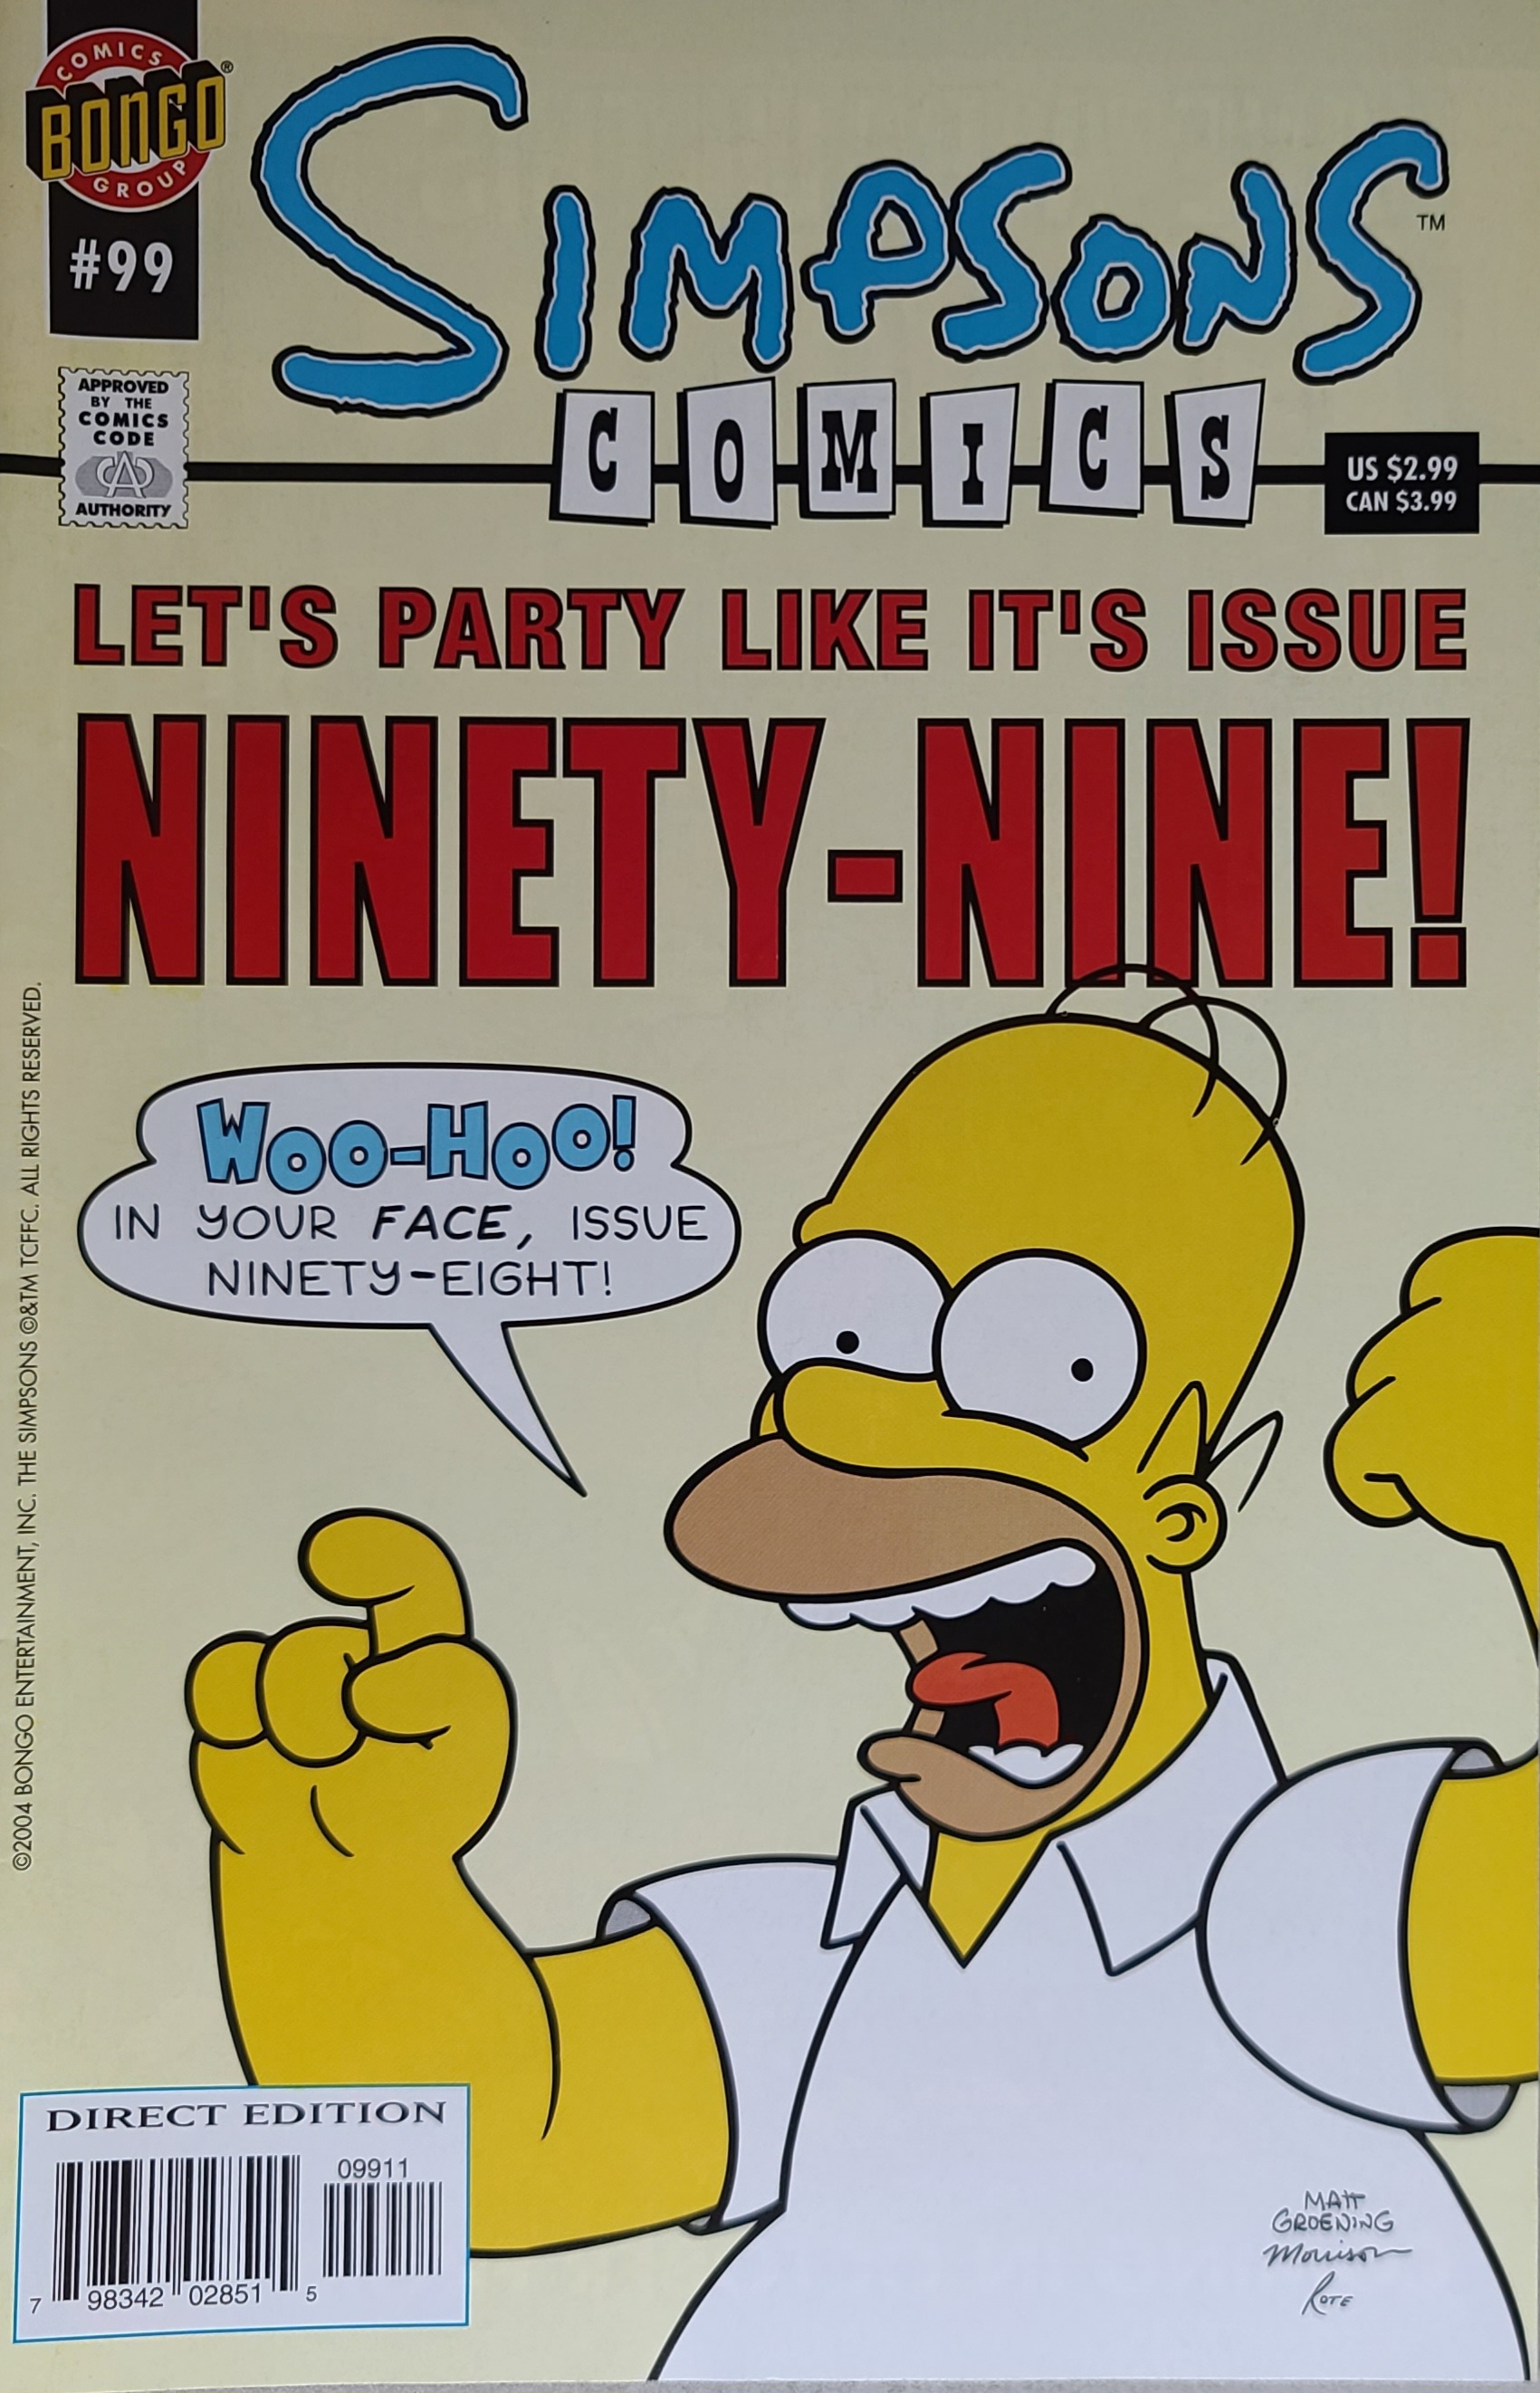 COMICS
BONGO®
GROUP
#99
SIMPSONS™
COMICS
APPROVED
BY THE
COMICS
CODE
CA
AUTHORITY
US $2.99
CAN $3.99
LET'S PARTY LIKE IT'S ISSUE
NINETY-NINE!
WOO-HOO!
IN YOUR FACE, ISSUE
NINETY-EIGHT!
©2004 BONGO ENTERTAINMENT, INC. THE SIMPSONS ©&TM TCFFC. ALL RIGHTS RESERVED.
DIRECT EDITION
09911
7 98342 02851 5
MATT
GROENING
Morrison
ROTE